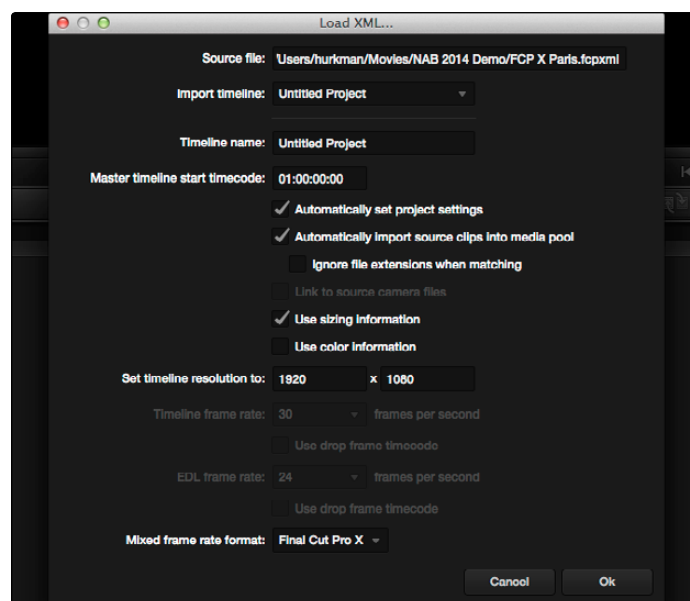 Load XML...
Source file: 'Users/hurkman/Movies/NAB 2014 Demo/FCP X Paris.fcpxml
Import timeline: Untitled Project
Timeline name: Untitled Project
Master timeline start timecode: 01:00:00:00
Automatically set project settings
Automatically import source clips into media pool
Ignore file extensions when matching
Link to source camera files
Use sizing information
Use color information
Set timeline resolution to: 1920 x 1080
Timeline frame rate: 30 frames per second
Use drop frame timecode
EDL frame rate: 24 frames per second
Use drop frame timecode
Mixed frame rate format: Final Cut Pro X
Cancel Ok